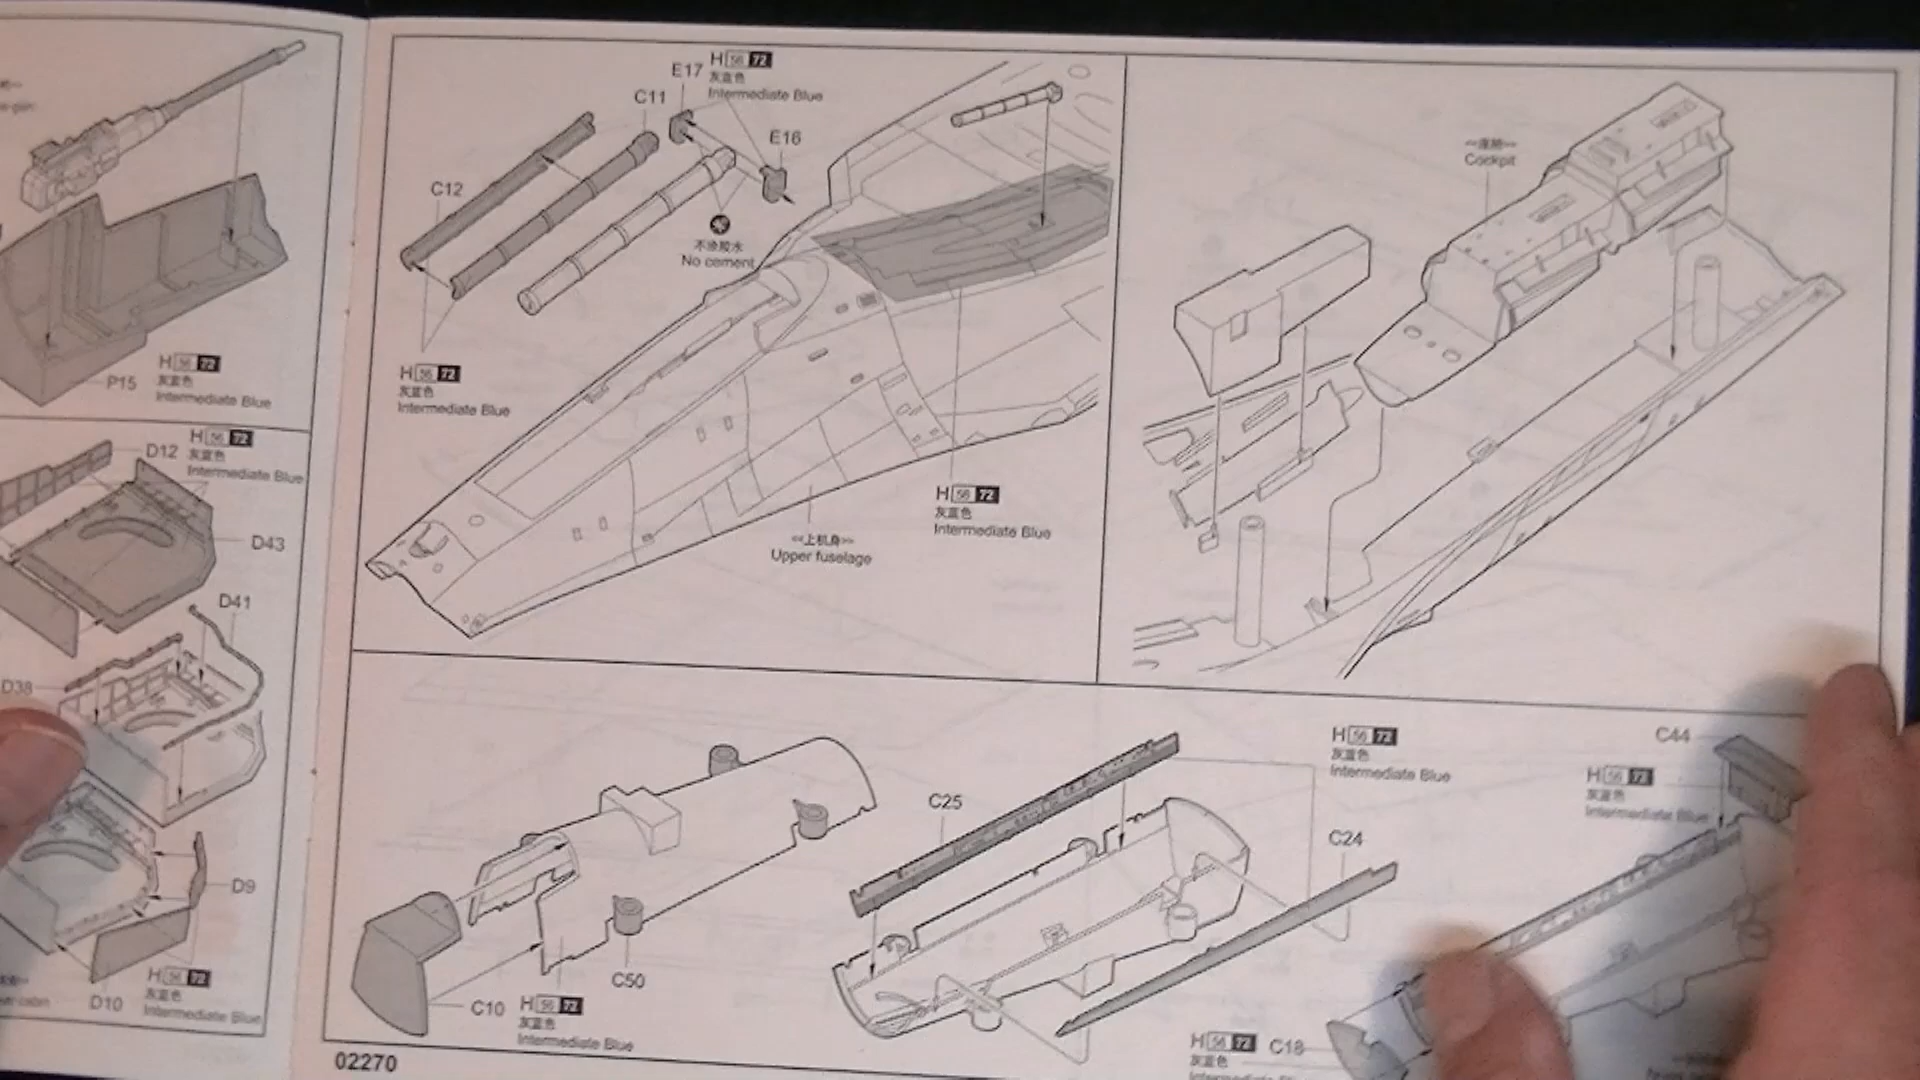 P15
H 56 72
灰蓝色
Intermediate Blue
D12
H 56 72
灰蓝色
Intermediate Blue
D43
D41
D38
D9
D10
H 56 72
灰蓝色
Intermediate Blue
E17
H 56 72
灰蓝色
Intermediate Blue
C11
E16
C12
不涂胶水
No cement
H 56 72
灰蓝色
Intermediate Blue
H 56 72
灰蓝色
Intermediate Blue
<<上机身>>
Upper fuselage
Cockpit
C50
C10
H 56 72
灰蓝色
Intermediate Blue
C25
H 56 72
灰蓝色
Intermediate Blue
C24
C44
H 56 72
灰蓝色
Intermediate Blue
H 56 72
灰蓝色
C18
02270